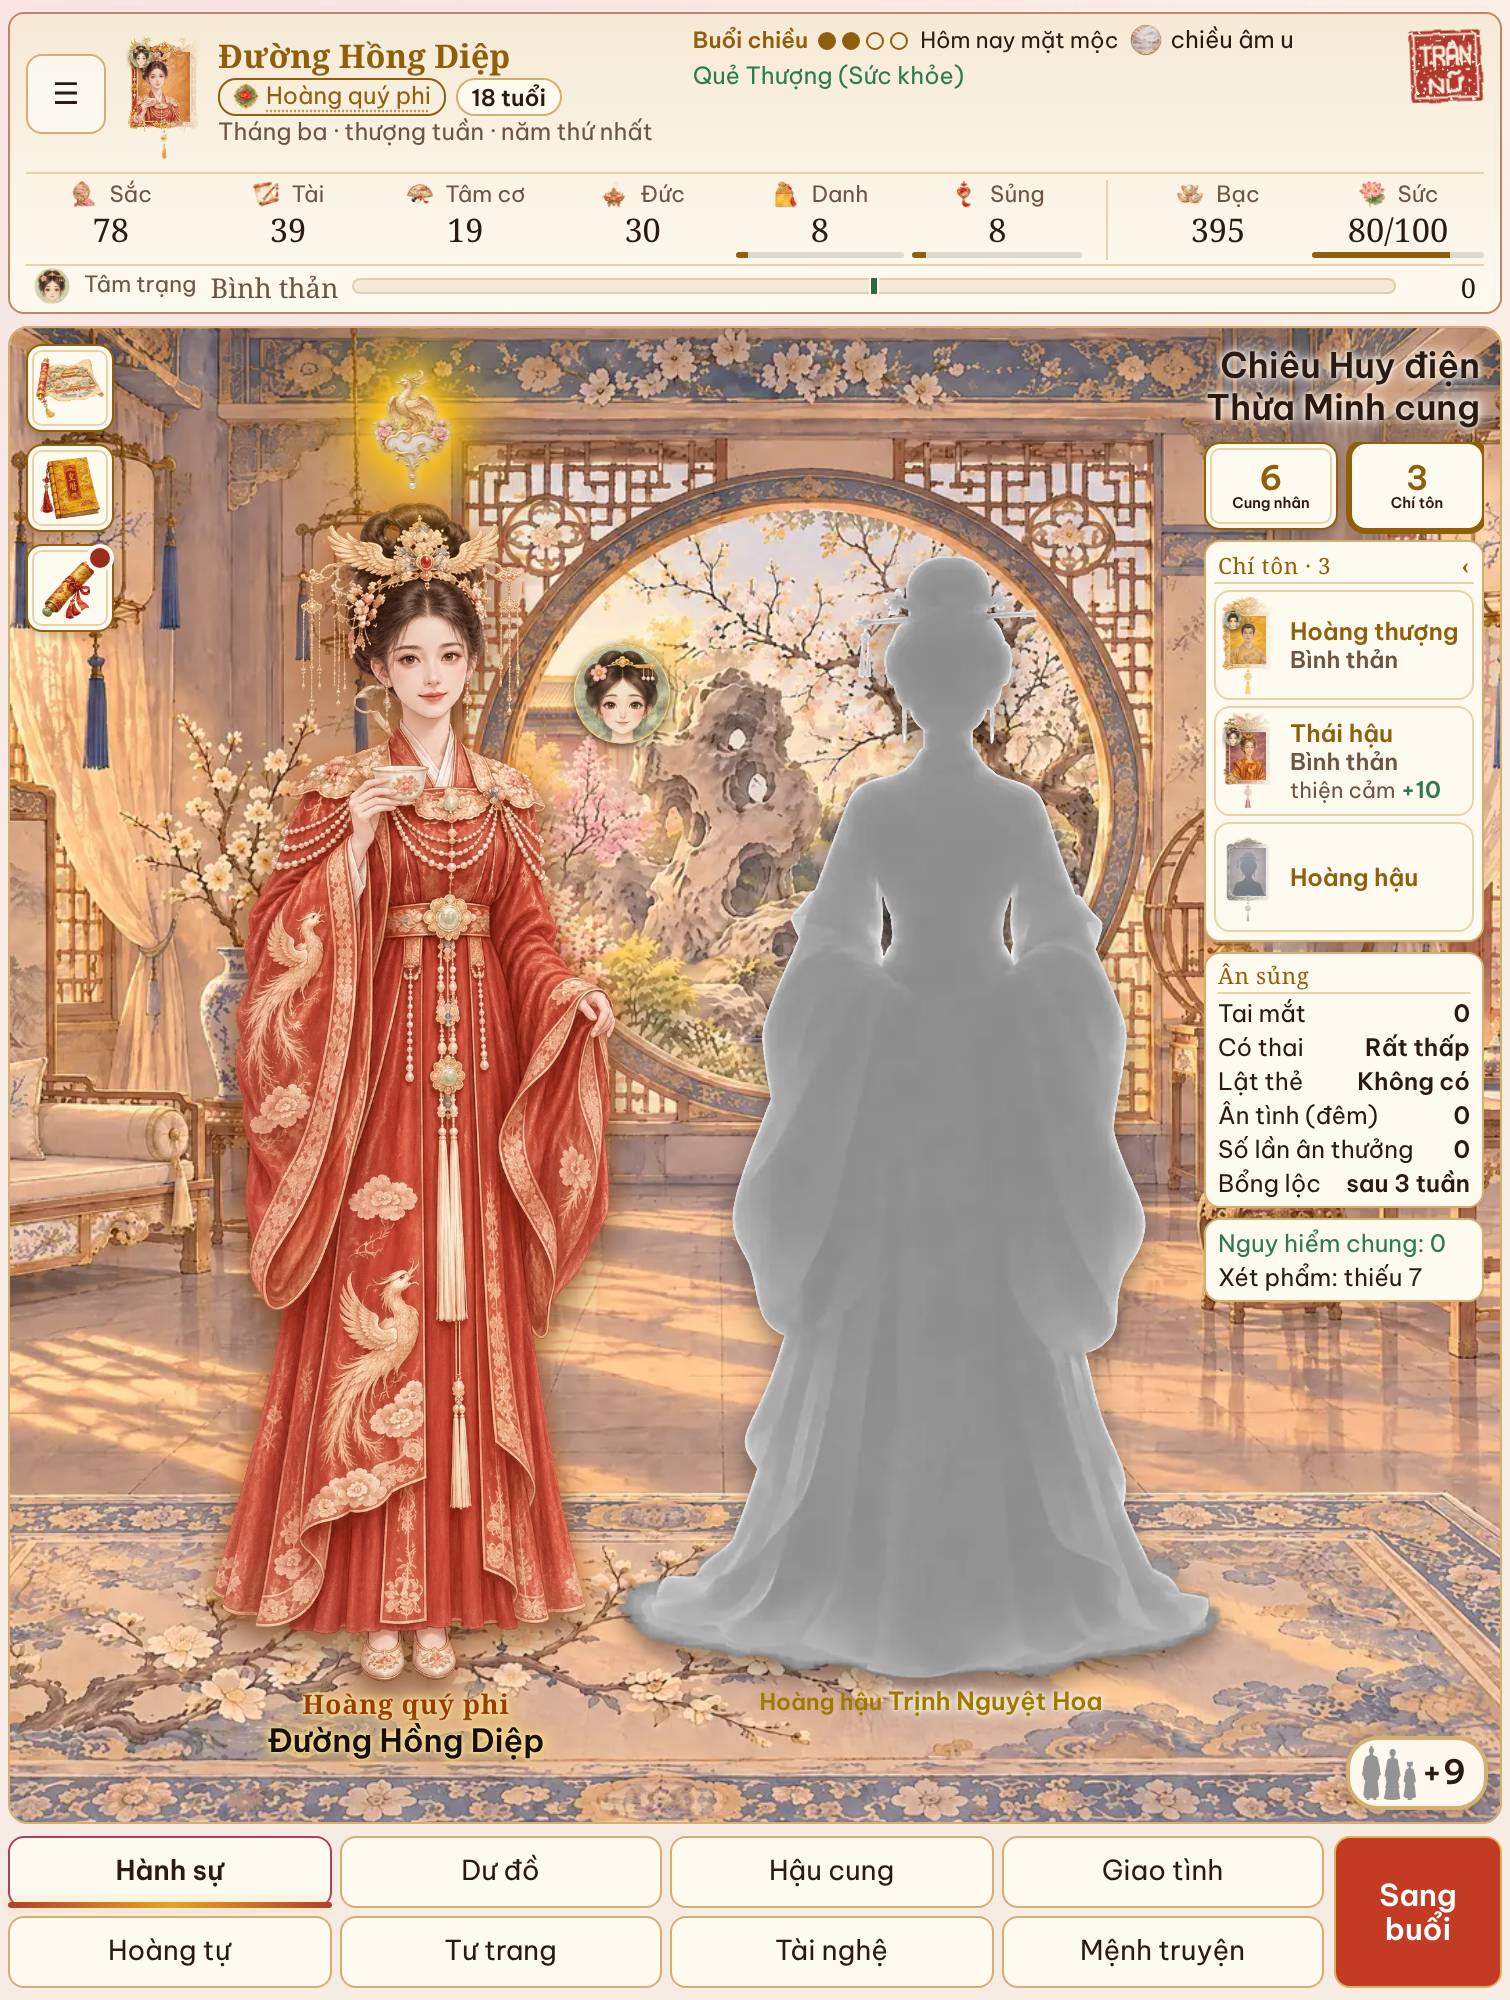 Đường Hồng Diệp
Hoàng quý phi
18 tuổi
Tháng ba · thượng tuần · năm thứ nhất
Buổi chiều
Hôm nay mặt mộc
chiều âm u
Quẻ Thượng (Sức khỏe)
TRÂN NỮ
Sắc
78
Tài
39
Tâm cơ
19
Đức
30
Danh
8
Sủng
8
Bạc
395
Sức
80/100
Tâm trạng
Bình thản
0
Chiêu Huy điện
Thừa Minh cung
6
Cung nhân
3
Chí tôn
Chí tôn · 3
Hoàng thượng
Bình thản
Thái hậu
Bình thản
thiện cảm +10
Hoàng hậu
Ân sủng
Tai mắt 0
Có thai Rất thấp
Lật thẻ Không có
Ân tình (đêm) 0
Số lần ân thưởng 0
Bổng lộc sau 3 tuần
Nguy hiểm chung: 0
Xét phẩm: thiếu 7
Hoàng quý phi
Đường Hồng Diệp
Hoàng hậu Trịnh Nguyệt Hoa
+9
Hành sự
Dư đồ
Hậu cung
Giao tình
Sang
buổi
Hoàng tự
Tư trang
Tài nghệ
Mệnh truyện